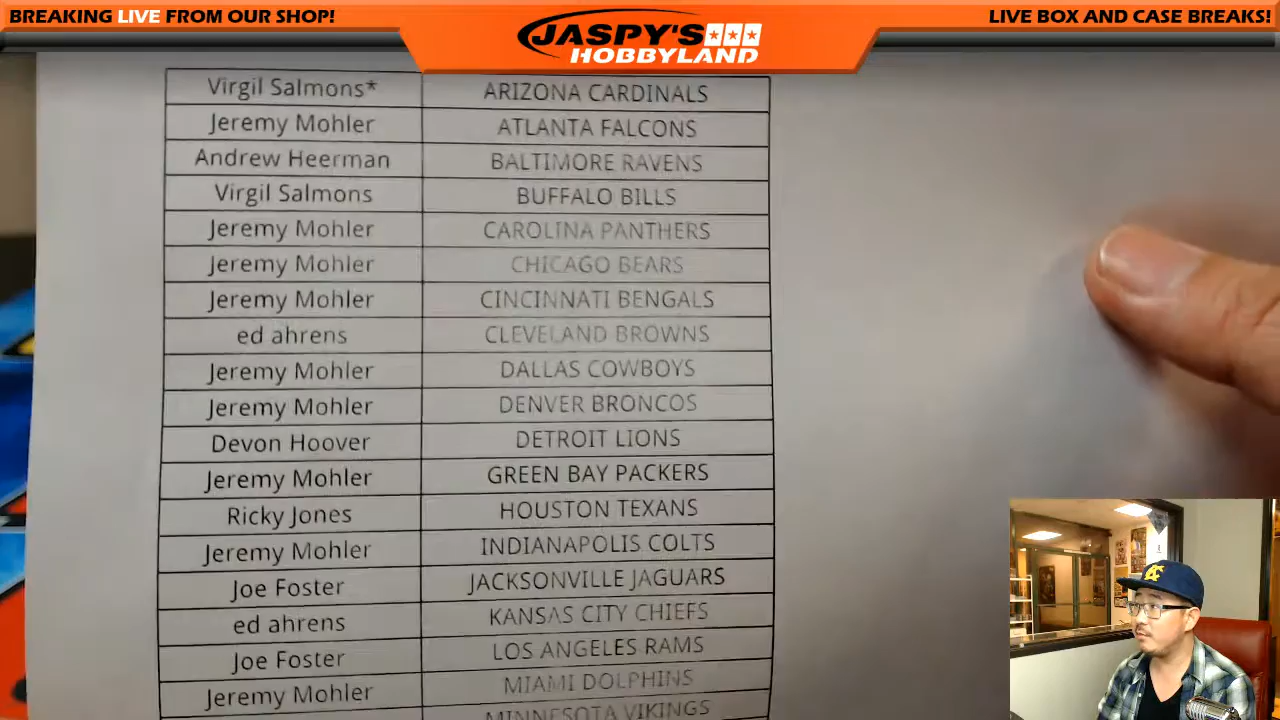 BREAKING LIVE FROM OUR SHOP!
JASPY'S
HOBBYLAND
LIVE BOX AND CASE BREAKS!
Virgil Salmons* ARIZONA CARDINALS
Jeremy Mohler ATLANTA FALCONS
Andrew Heerman BALTIMORE RAVENS
Virgil Salmons BUFFALO BILLS
Jeremy Mohler CAROLINA PANTHERS
Jeremy Mohler CHICAGO BEARS
Jeremy Mohler CINCINNATI BENGALS
ed ahrens CLEVELAND BROWNS
Jeremy Mohler DALLAS COWBOYS
Jeremy Mohler DENVER BRONCOS
Devon Hoover DETROIT LIONS
Jeremy Mohler GREEN BAY PACKERS
Ricky Jones HOUSTON TEXANS
Jeremy Mohler INDIANAPOLIS COLTS
Joe Foster JACKSONVILLE JAGUARS
ed ahrens KANSAS CITY CHIEFS
Joe Foster LOS ANGELES RAMS
Jeremy Mohler MIAMI DOLPHINS
MINNESOTA VIKINGS